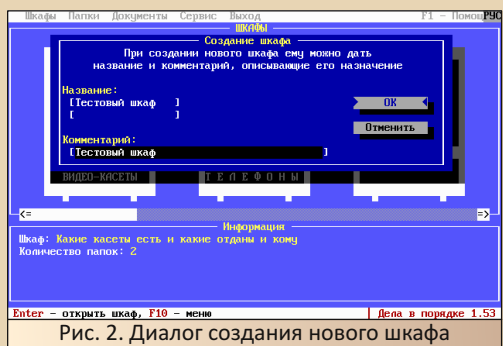 Шкафы Папки Документы Сервис Выход F1 – Помощ РУС
ШКАФЫ
Создание шкафа
При создании нового шкафа ему можно дать
название и комментарий, описывающие его назначение
Название:
[Тестовый шкаф ]
[ ]
ОК
Отменить
Комментарий:
[Тестовый шкаф ]
ВИДЕО-КАСЕТЫ ТЕЛЕФОНЫ
<= =>
Информация
Шкаф: Какие касеты есть и какие отданы и кому
Количество папок: 2
Enter – открыть шкаф, F10 – меню Дела в порядке 1.53
Рис. 2. Диалог создания нового шкафа